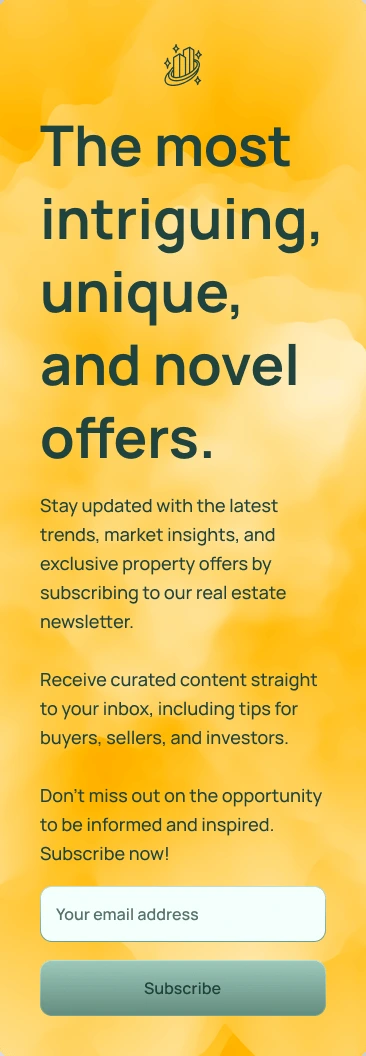 The most
intriguing,
unique,
and novel
offers.
Stay updated with the latest
trends, market insights, and
exclusive property offers by
subscribing to our real estate
newsletter.
Receive curated content straight
to your inbox, including tips for
buyers, sellers, and investors.
Don't miss out on the opportunity
to be informed and inspired.
Subscribe now!
Your email address
Subscribe